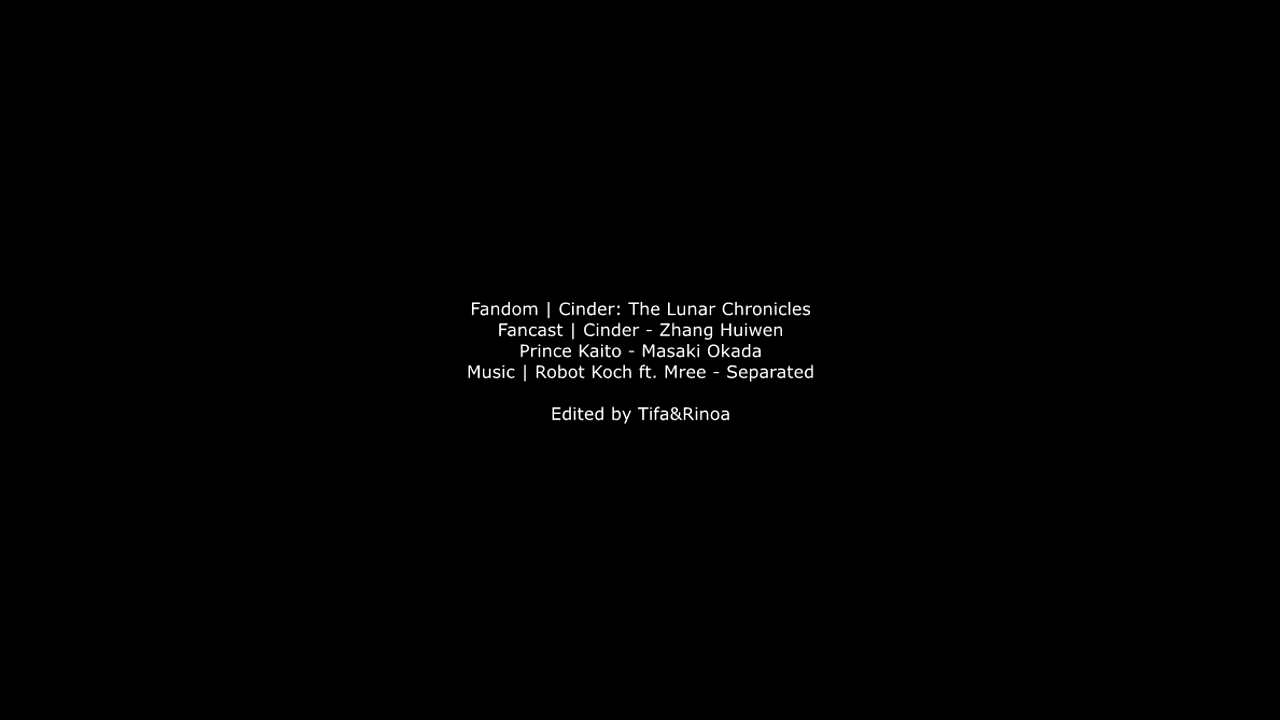 Fandom | Cinder: The Lunar Chronicles
Fancast | Cinder - Zhang Huiwen
Prince Kaito - Masaki Okada
Music | Robot Koch ft. Mree - Separated
Edited by Tifa&Rinoa